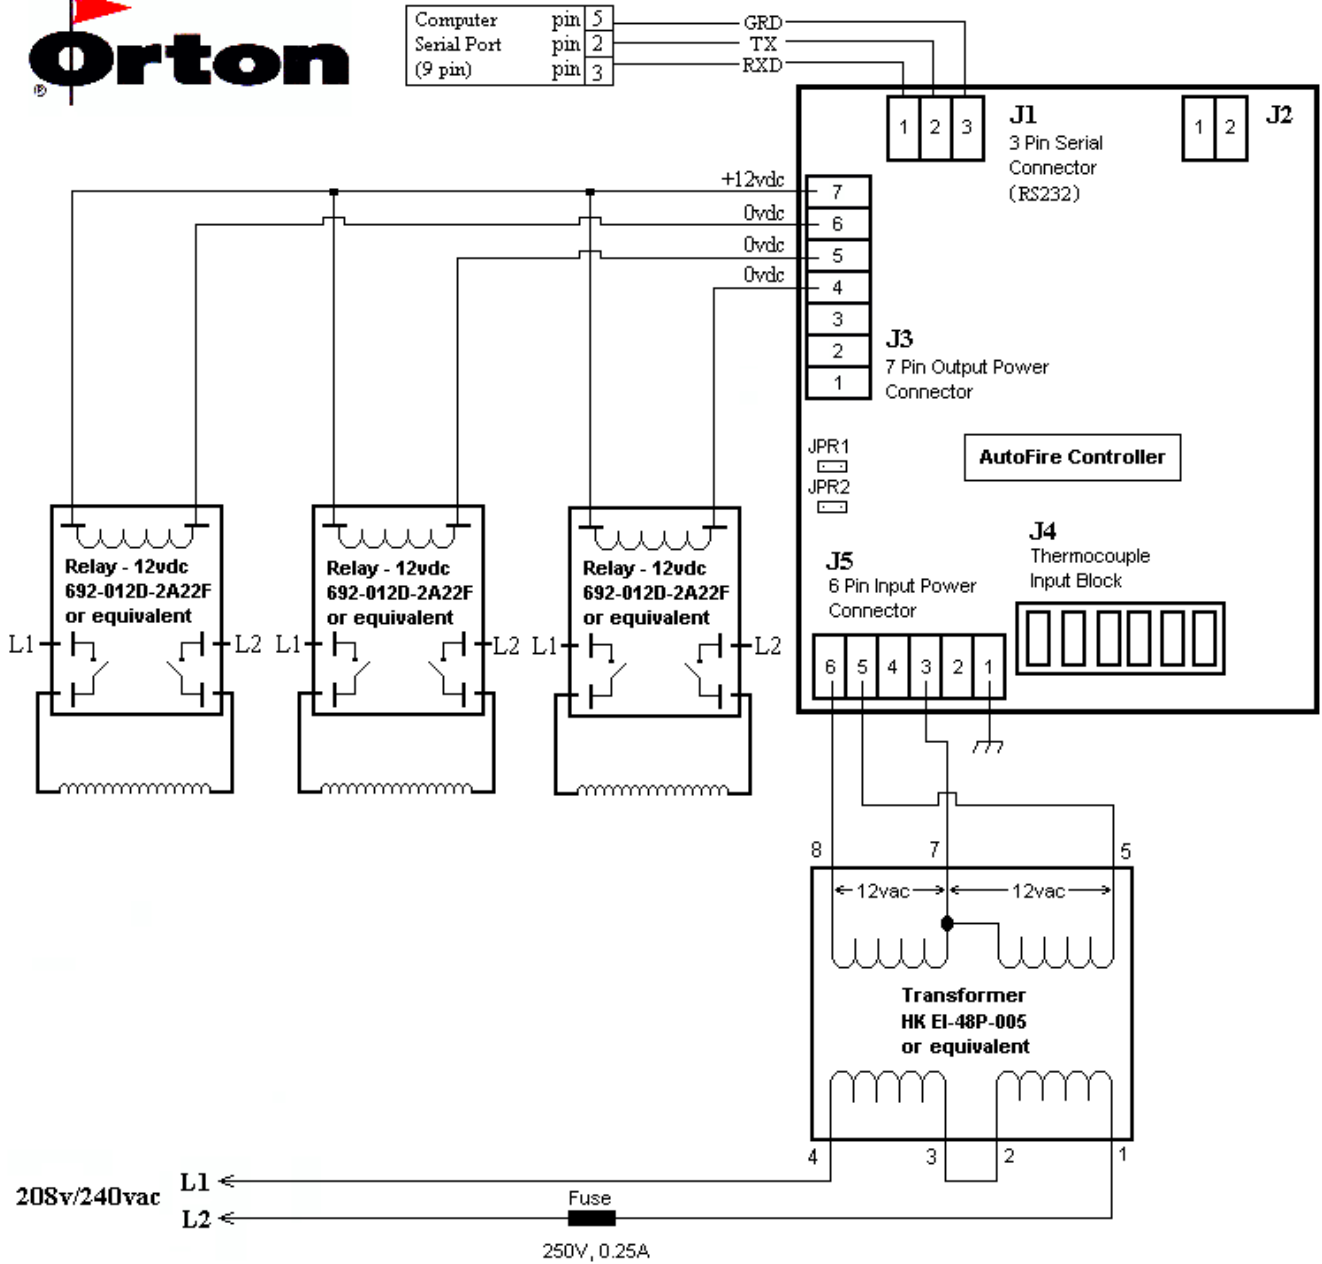 Orton
®
Computer pin 5
Serial Port pin 2
(9 pin) pin 3
GRD
TX
RXD
1 2 3
J1
3 Pin Serial
Connector
(RS232)
1 2
J2
+12vdc
0vdc
0vdc
0vdc
7
6
5
4
3
2
1
J3
7 Pin Output Power
Connector
JPR1
JPR2
AutoFire Controller
J4
Thermocouple
Input Block
J5
6 Pin Input Power
Connector
6 5 4 3 2 1
Relay - 12vdc
692-012D-2A22F
or equivalent
L1 L2
Relay - 12vdc
692-012D-2A22F
or equivalent
L1 L2
Relay - 12vdc
692-012D-2A22F
or equivalent
L1 L2
8 7 5
12vac 12vac
Transformer
HK EI-48P-005
or equivalent
4 3 2 1
208v/240vac
L1
L2
Fuse
250V, 0.25A